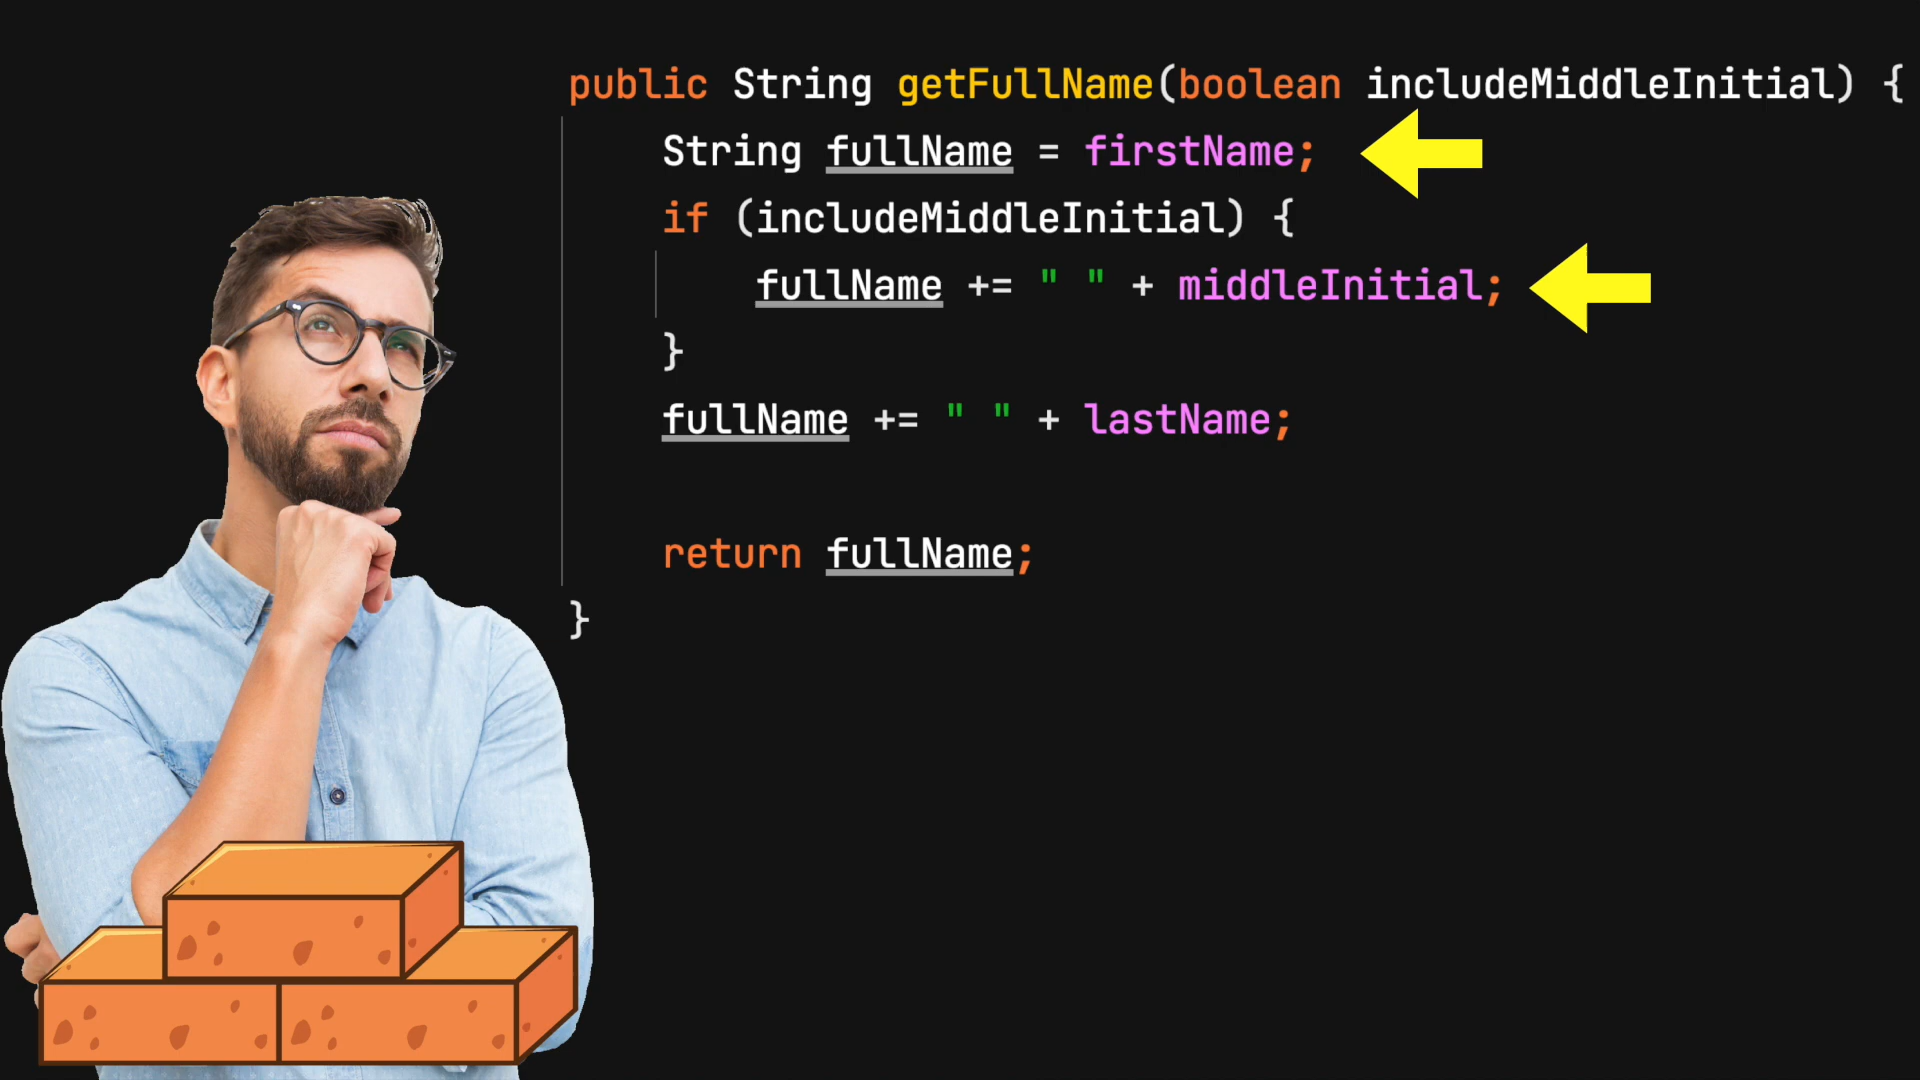 public String getFullName(boolean includeMiddleInitial) {
String fullName = firstName;
if (includeMiddleInitial) {
fullName += " " + middleInitial;
}
fullName += " " + lastName;
return fullName;
}